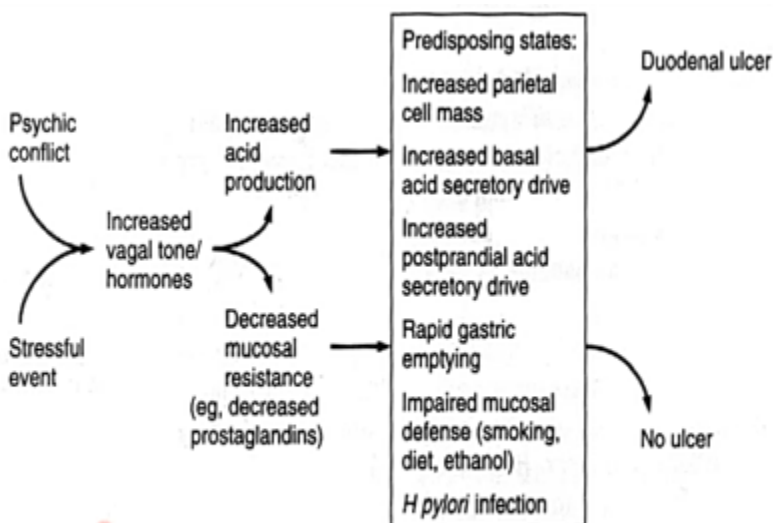 Psychic
conflict
Stressful
event
Increased
vagal tone/
hormones
Increased
acid
production
Decreased
mucosal
resistance
(eg, decreased
prostaglandins)
Predisposing states:
Increased parietal
cell mass
Increased basal
acid secretory drive
Increased
postprandial acid
secretory drive
Rapid gastric
emptying
Impaired mucosal
defense (smoking,
diet, ethanol)
H pylori infection
Duodenal ulcer
No ulcer